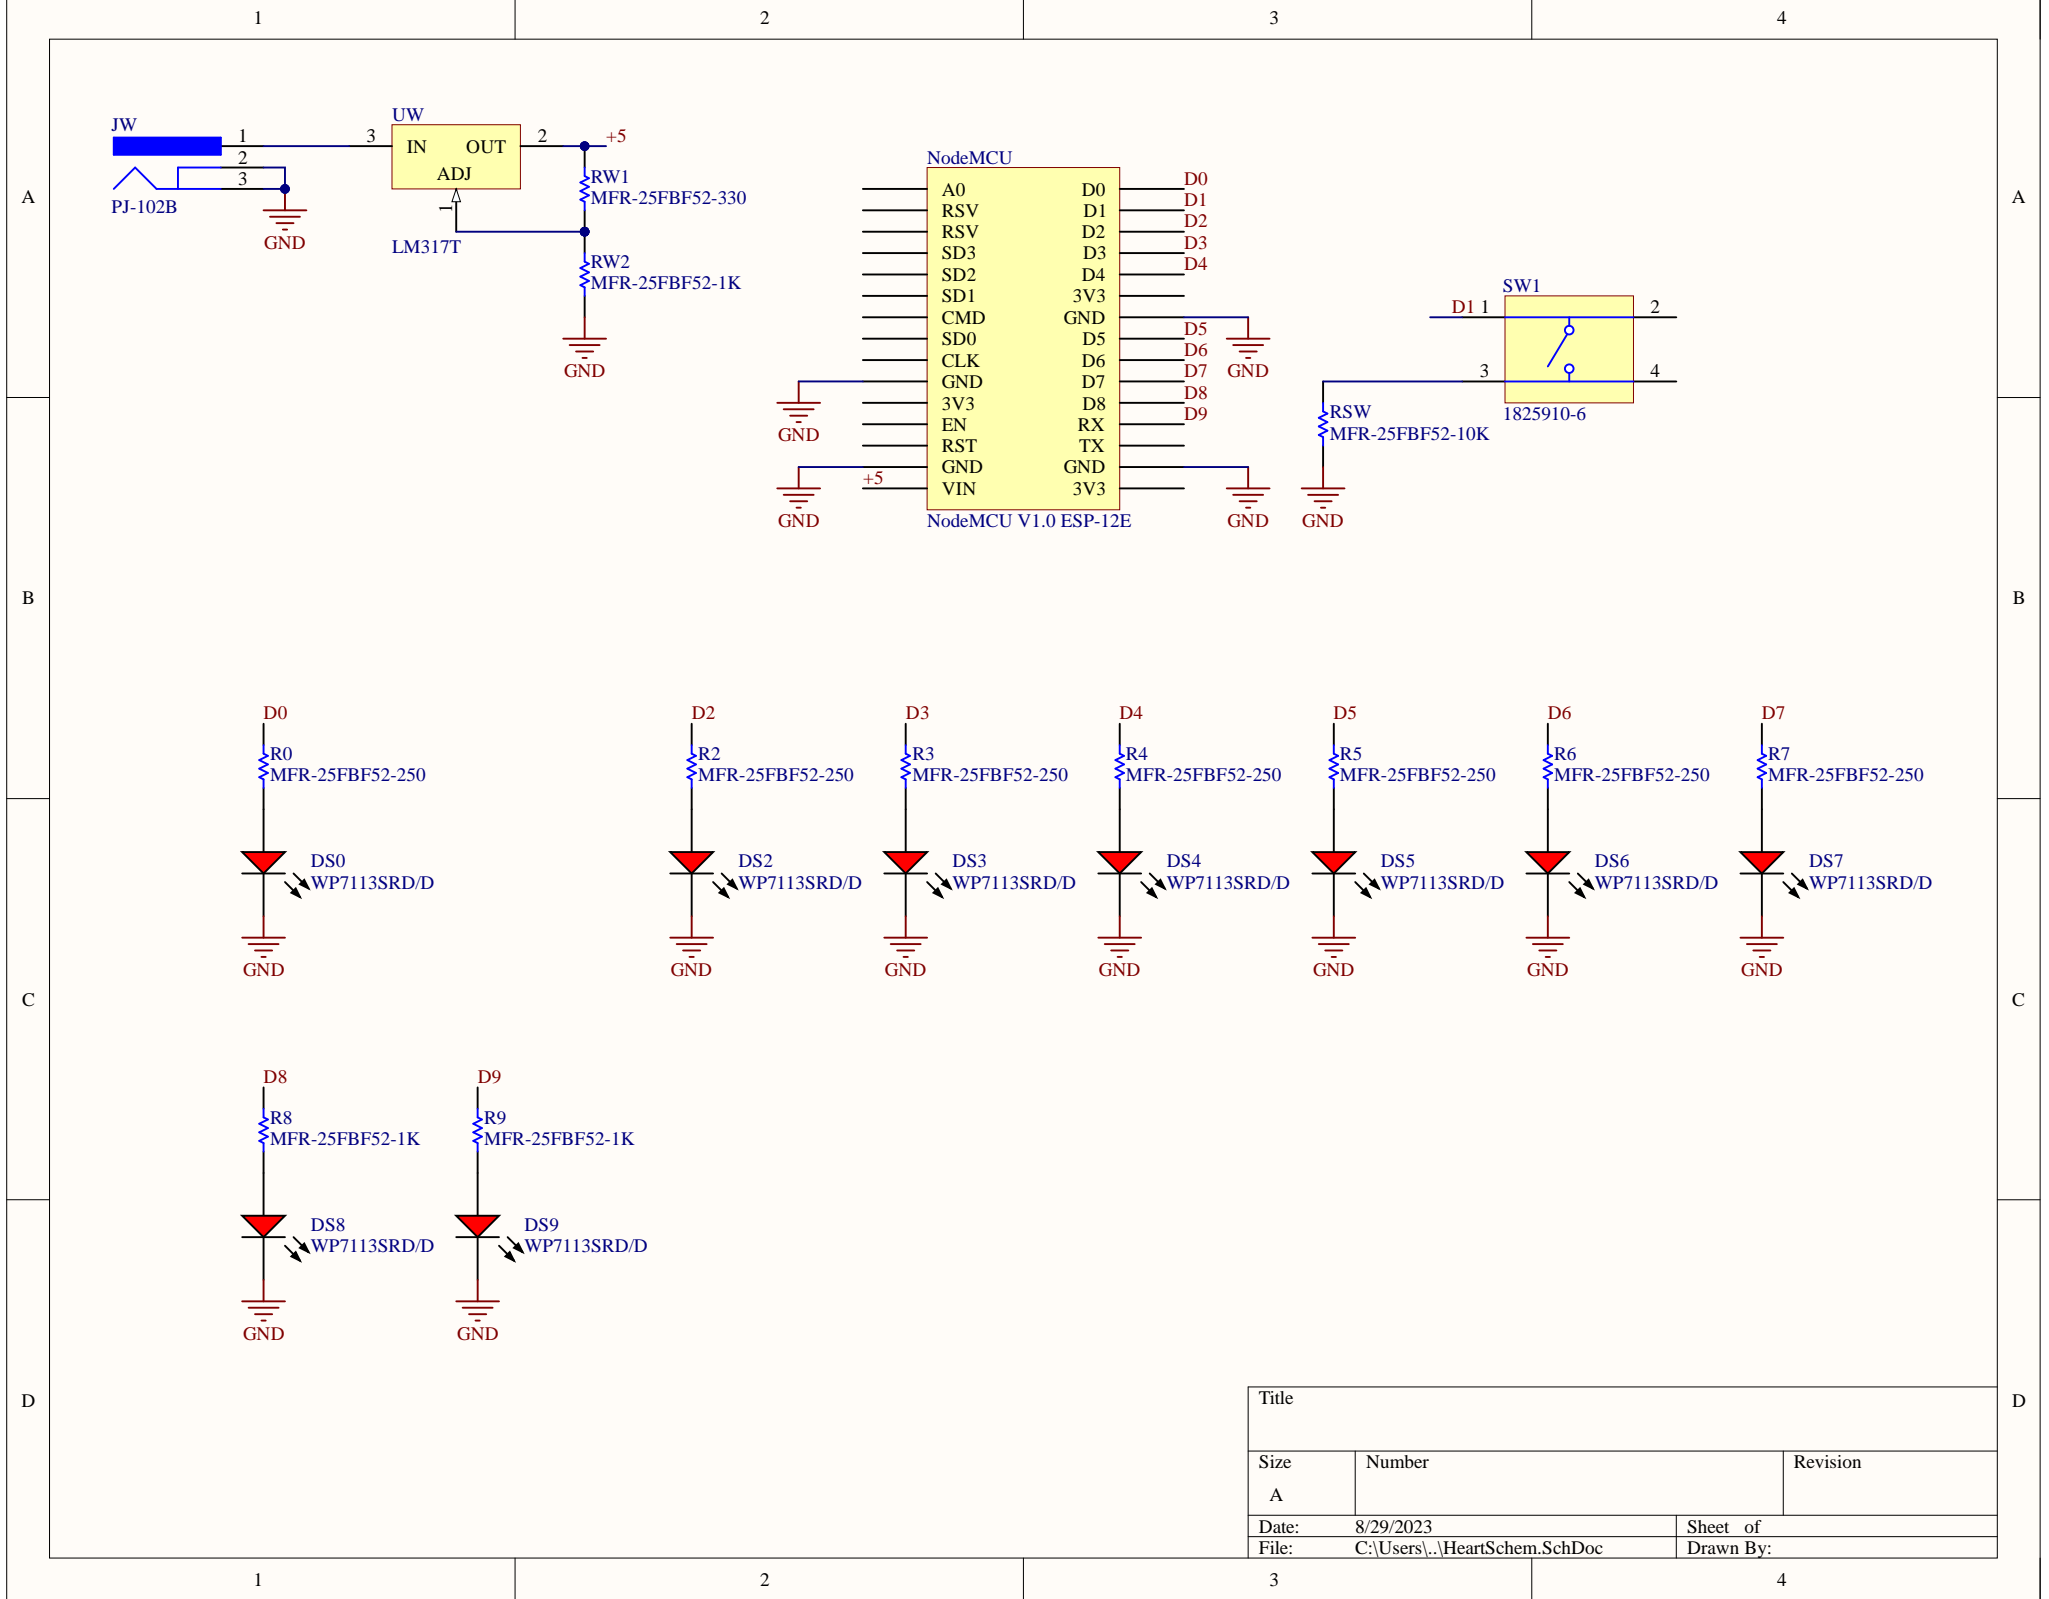 1 2 3 4
A A
B B
C C
D D
JW
1
2
3
PJ-102B
GND
UW
3 IN OUT 2
ADJ
1
LM317T
+5
RW1
MFR-25FBF52-330
RW2
MFR-25FBF52-1K
GND
NodeMCU
A0 D0 D0
RSV D1 D1
RSV D2 D2
SD3 D3 D3
SD2 D4 D4
SD1 3V3
CMD GND
SD0 D5 D5
CLK D6 D6
GND D7 D7
3V3 D8 D8
EN RX D9
RST TX
GND GND
+5 VIN 3V3
NodeMCU V1.0 ESP-12E
GND
GND
GND
GND
SW1
D1 1 2
3 4
1825910-6
RSW
MFR-25FBF52-10K
GND
D0
R0
MFR-25FBF52-250
DS0
WP7113SRD/D
GND
D2
R2
MFR-25FBF52-250
DS2
WP7113SRD/D
GND
D3
R3
MFR-25FBF52-250
DS3
WP7113SRD/D
GND
D4
R4
MFR-25FBF52-250
DS4
WP7113SRD/D
GND
D5
R5
MFR-25FBF52-250
DS5
WP7113SRD/D
GND
D6
R6
MFR-25FBF52-250
DS6
WP7113SRD/D
GND
D7
R7
MFR-25FBF52-250
DS7
WP7113SRD/D
GND
D8
R8
MFR-25FBF52-1K
DS8
WP7113SRD/D
GND
D9
R9
MFR-25FBF52-1K
DS9
WP7113SRD/D
GND
Title
Size Number Revision
A
Date: 8/29/2023 Sheet of
File: C:\Users\..\HeartSchem.SchDoc Drawn By:
1 2 3 4